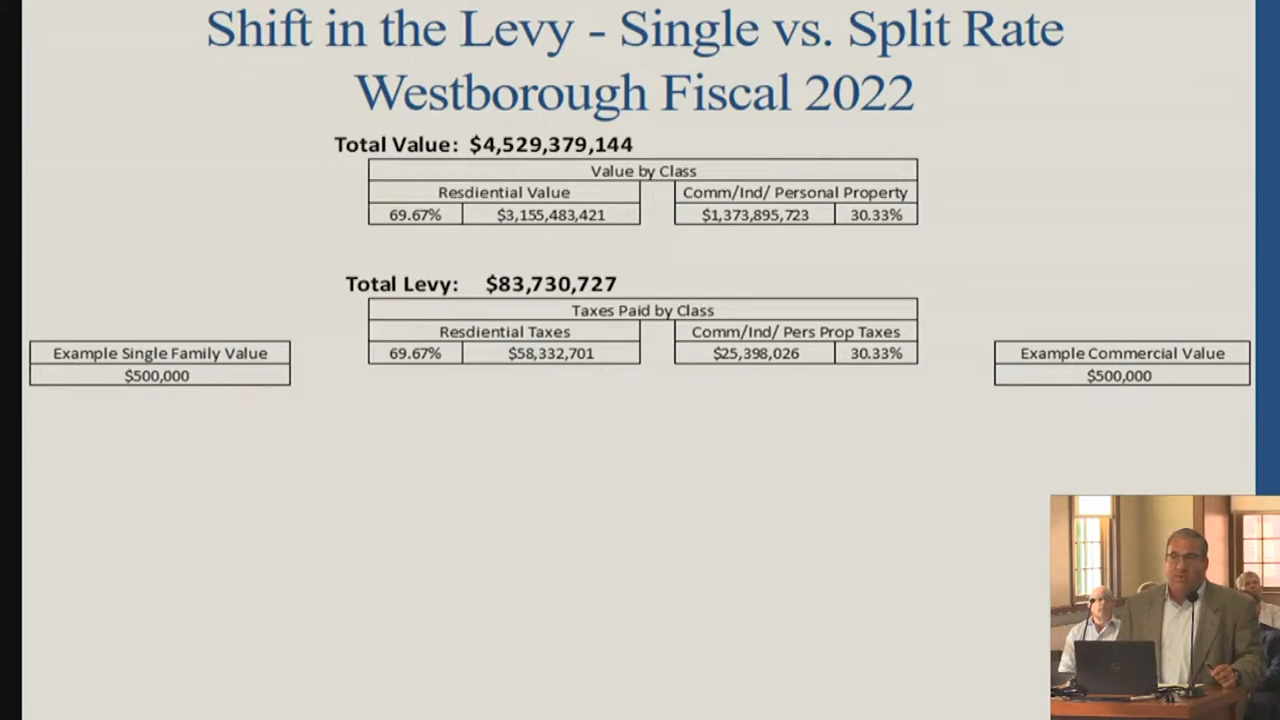 Shift in the Levy - Single vs. Split Rate
Westborough Fiscal 2022
Total Value: $4,529,379,144
Value by Class
Resdiential Value Comm/Ind/ Personal Property
69.67% $3,155,483,421 $1,373,895,723 30.33%
Total Levy: $83,730,727
Taxes Paid by Class
Resdiential Taxes Comm/Ind/ Pers Prop Taxes
69.67% $58,332,701 $25,398,026 30.33%
Example Single Family Value
$500,000
Example Commercial Value
$500,000